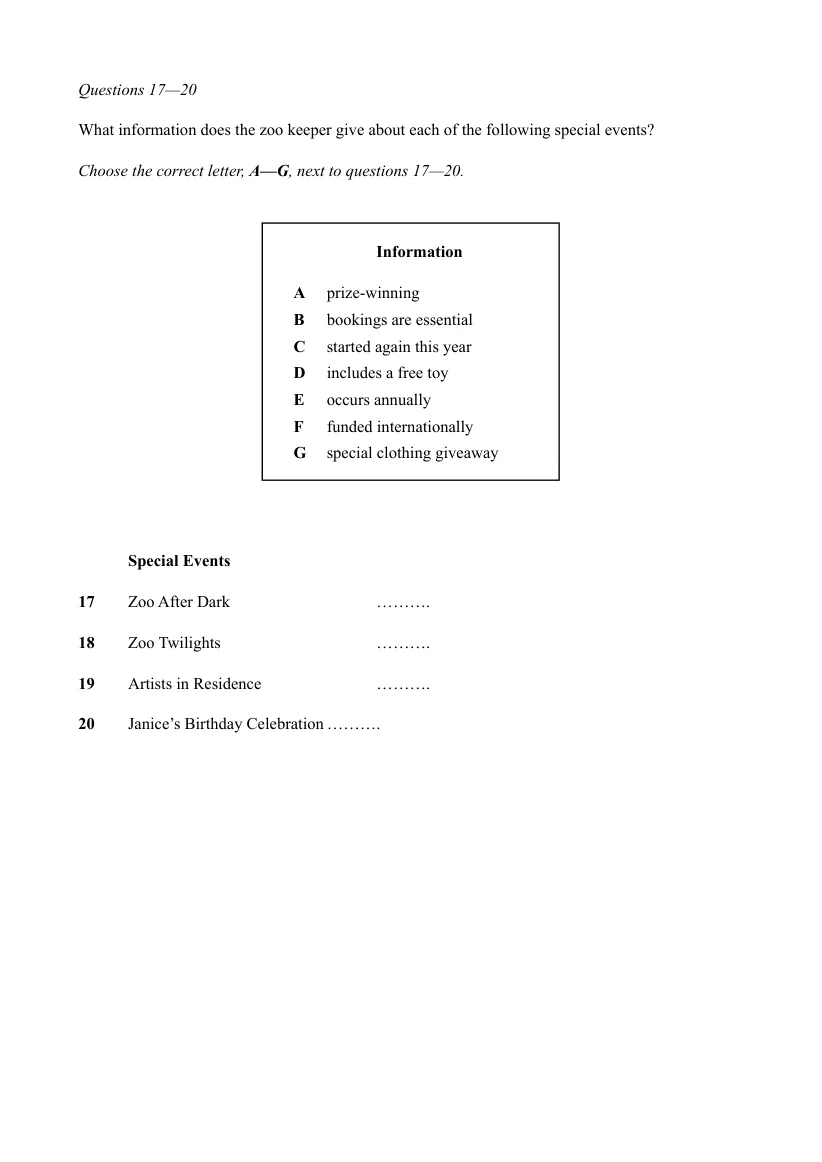 Questions 17—20
What information does the zoo keeper give about each of the following special events?
Choose the correct letter, A—G, next to questions 17—20.
Information
A prize-winning
B bookings are essential
C started again this year
D includes a free toy
E occurs annually
F funded internationally
G special clothing giveaway
Special Events
17 Zoo After Dark ……….
18 Zoo Twilights ……….
19 Artists in Residence ……….
20 Janice’s Birthday Celebration ……….